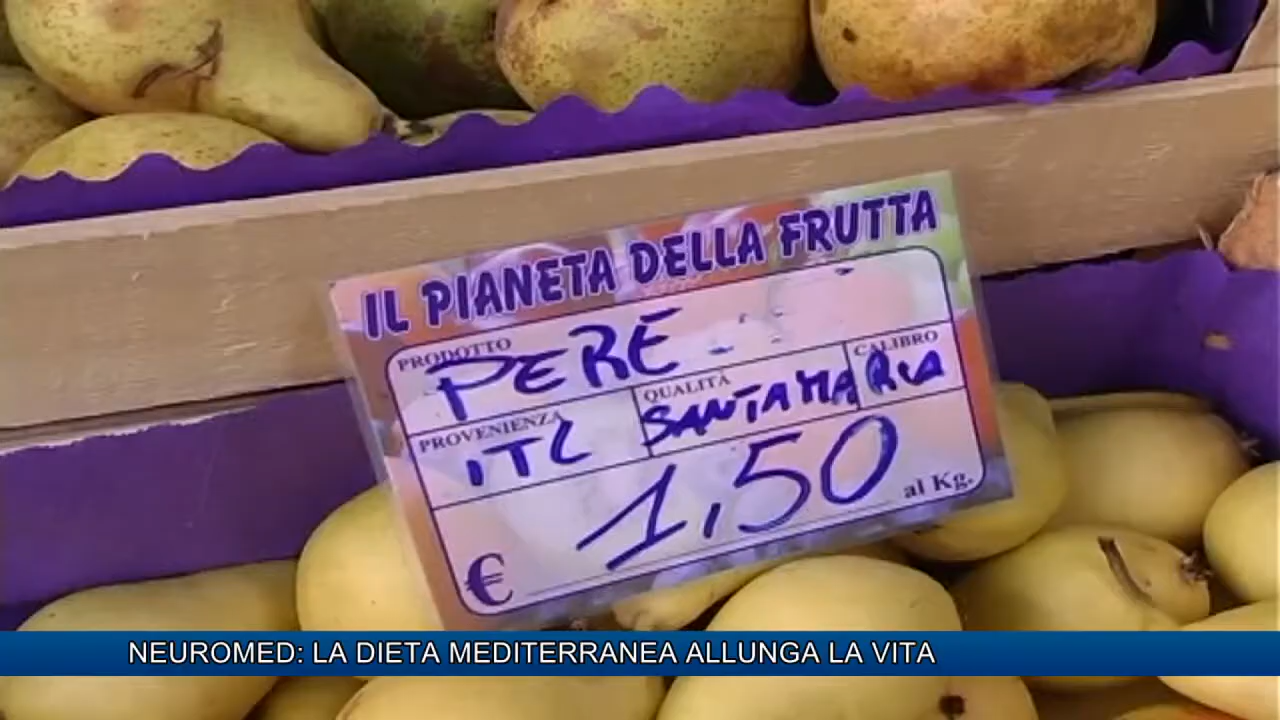 IL PIANETA DELLA FRUTTA
PRODOTTO
PERE
PROVENIENZA
ITL
QUALITÀ
SANTAMARIA
CALIBRO
€ 1,50 al Kg.
NEUROMED: LA DIETA MEDITERRANEA ALLUNGA LA VITA